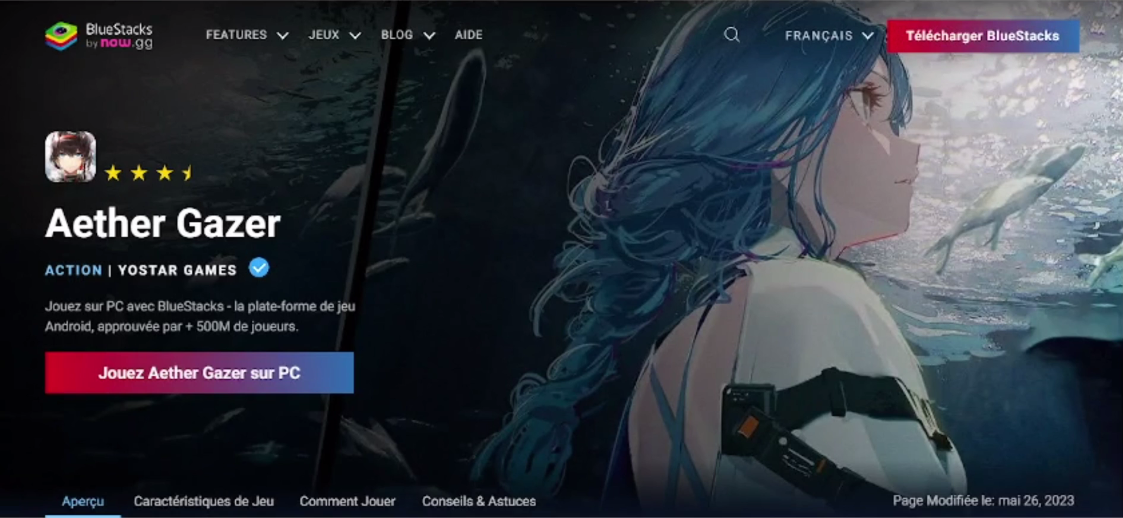 BlueStacks
by now.gg
FEATURES
JEUX
BLOG
AIDE
FRANÇAIS
Télécharger BlueStacks
Aether Gazer
ACTION | YOSTAR GAMES
Jouez sur PC avec BlueStacks - la plate-forme de jeu
Android, approuvée par + 500M de joueurs.
Jouez Aether Gazer sur PC
Aperçu
Caractéristiques de Jeu
Comment Jouer
Conseils & Astuces
Page Modifiée le: mai 26, 2023